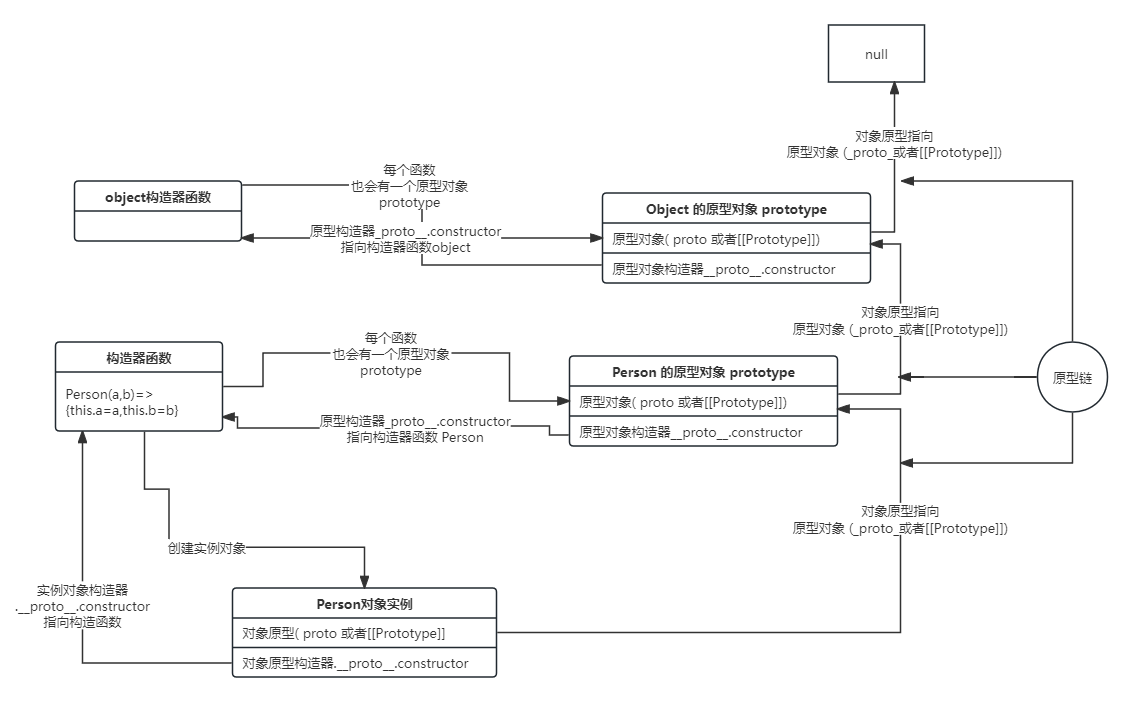 null
对象原型指向
原型对象 (_proto_或者[[Prototype]])
每个函数
也会有一个原型对象
prototype
object构造器函数
原型构造器_proto__.constructor
指向构造器函数object
Object 的原型对象 prototype
原型对象( proto 或者[[Prototype]])
原型对象构造器__proto__.constructor
对象原型指向
原型对象 (_proto_或者[[Prototype]])
每个函数
也会有一个原型对象
prototype
构造器函数
Person(a,b)=>
{this.a=a,this.b=b}
原型构造器_proto__.constructor
指向构造器函数 Person
Person 的原型对象 prototype
原型对象( proto 或者[[Prototype]])
原型对象构造器__proto__.constructor
原型链
对象原型指向
原型对象 (_proto_或者[[Prototype]])
创建实例对象
实例对象构造器
.__proto__.constructor
指向构造函数
Person对象实例
对象原型( proto 或者[[Prototype]]
对象原型构造器.__proto__.constructor